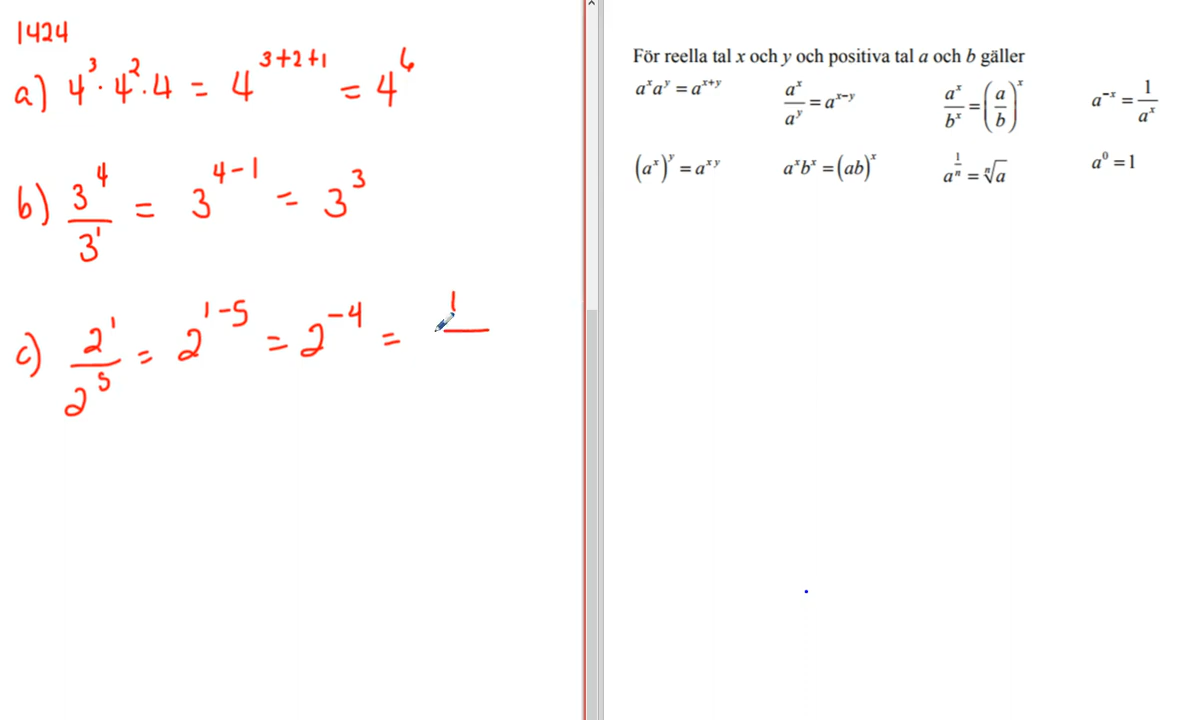 1424
a) 4³ · 4² · 4 = 4³⁺²⁺¹ = 4⁶
b) 3⁴/3¹ = 3⁴⁻¹ = 3³
c) 2¹/2⁵ = 2¹⁻⁵ = 2⁻⁴ = 1/
För reella tal x och y och positiva tal a och b gäller
aˣaʸ = aˣ⁺ʸ aˣ/aʸ = aˣ⁻ʸ aˣ/bˣ = (a/b)ˣ a⁻ˣ = 1/aˣ
(aˣ)ʸ = aˣʸ aˣbˣ = (ab)ˣ a^(1/n) = ⁿ√a a⁰ = 1